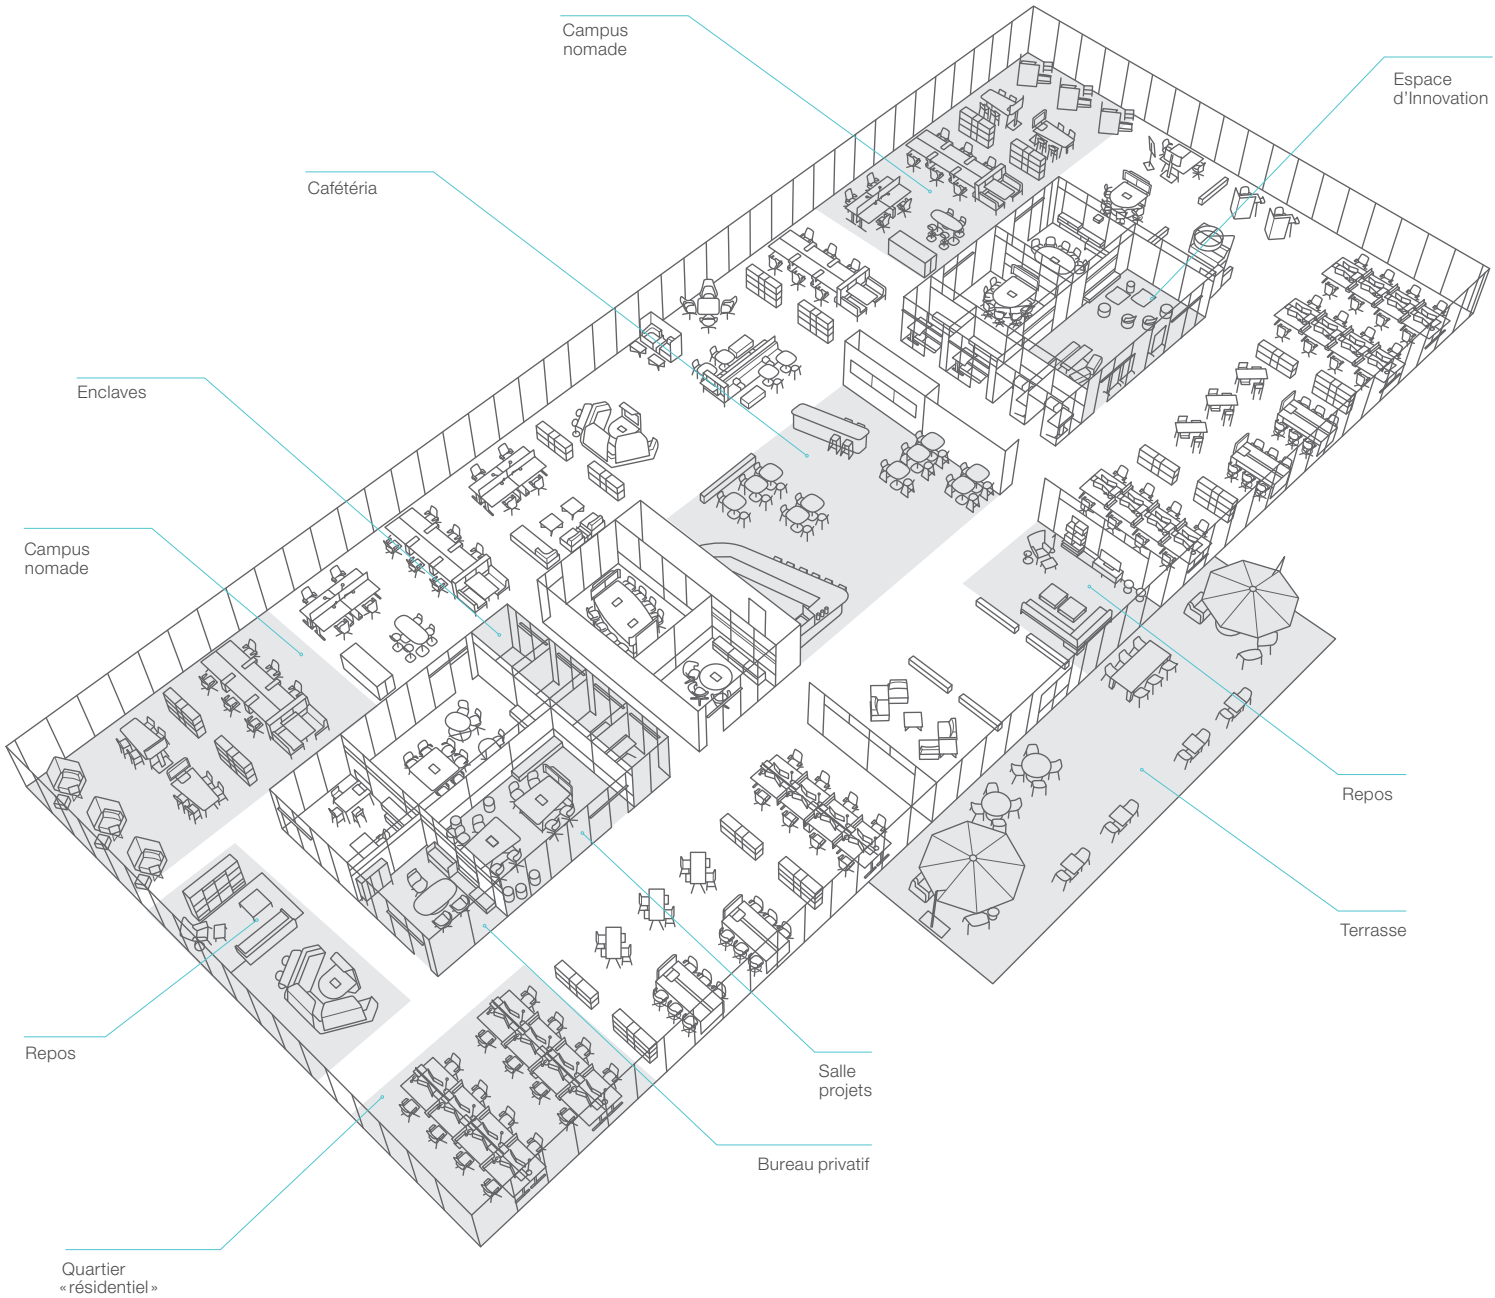 Campus
nomade
Espace
d’Innovation
Cafétéria
Enclaves
Campus
nomade
Repos
Terrasse
Repos
Salle
projets
Bureau privatif
Quartier
«résidentiel»